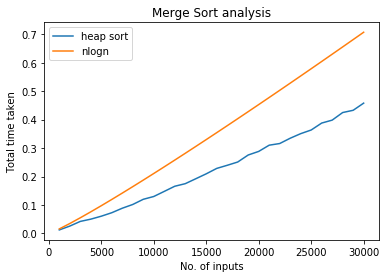 Merge Sort analysis
heap sort
nlogn
Total time taken
0.7
0.6
0.5
0.4
0.3
0.2
0.1
0.0
0 5000 10000 15000 20000 25000 30000
No. of inputs